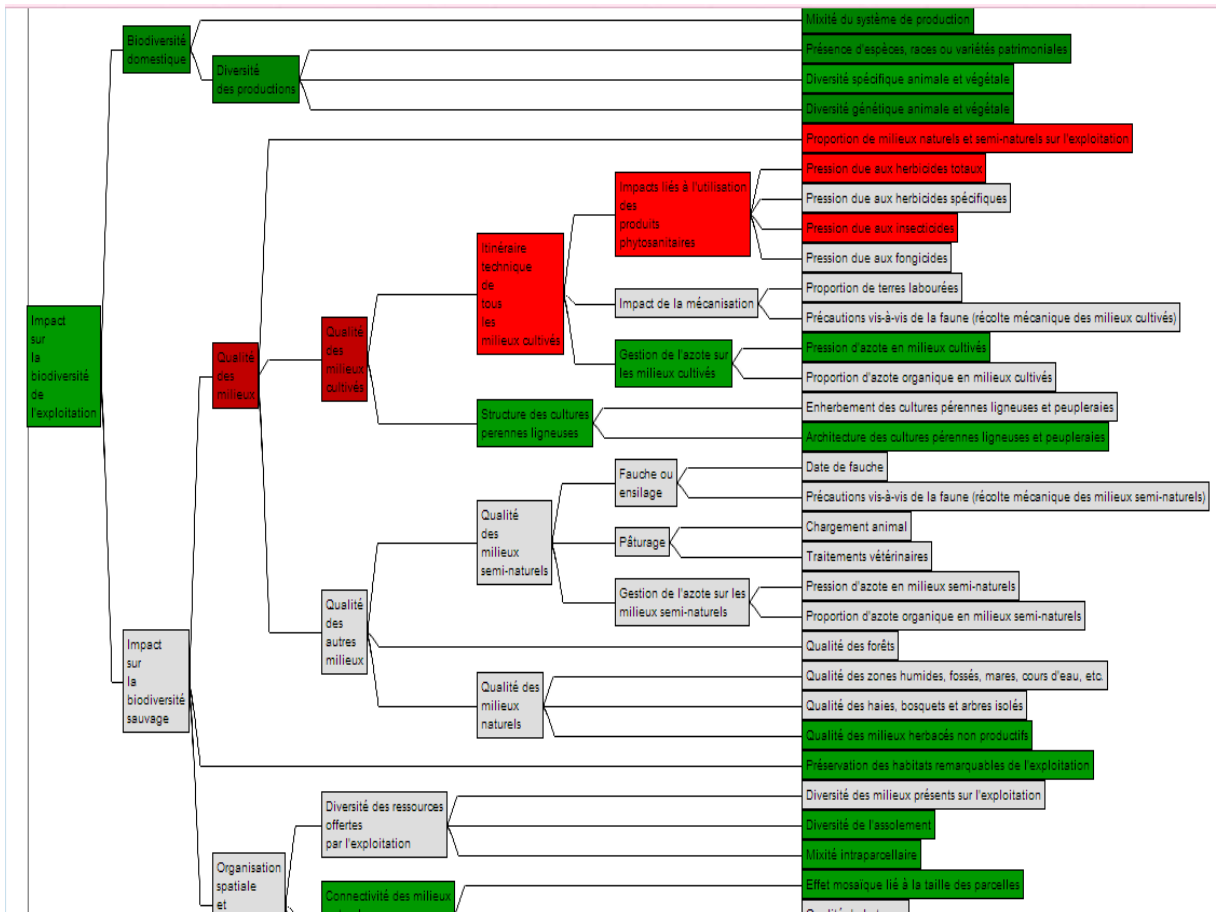 Mixité du système de production
Biodiversité
domestique
Présence d'espèces, races ou variétés patrimoniales
Diversité
des productions
Diversité spécifique animale et végétale
Diversité génétique animale et végétale
Proportion de milieux naturels et semi-naturels sur l'exploitation
Impacts liés à l'utilisation
des
produits
phytosanitaires
Pression due aux herbicides totaux
Pression due aux herbicides spécifiques
Pression due aux insecticides
Pression due aux fongicides
Itinéraire
technique
de
tous
les
milieux cultivés
Impact de la mécanisation
Proportion de terres labourées
Précautions vis-à-vis de la faune (récolte mécanique des milieux cultivés)
Impact
sur
la
biodiversité
de
l'exploitation
Qualité
des
milieux
Qualité
des
milieux
cultivés
Gestion de l'azote sur
les milieux cultivés
Pression d'azote en milieux cultivés
Proportion d'azote organique en milieux cultivés
Structure des cultures
perennes ligneuses
Enherbement des cultures pérennes ligneuses et peupleraies
Architecture des cultures pérennes ligneuses et peupleraies
Fauche ou
ensilage
Date de fauche
Précautions vis-à-vis de la faune (récolte mécanique des milieux semi-naturels)
Qualité
des
milieux
semi-naturels
Pâturage
Chargement animal
Traitements vétérinaires
Gestion de l'azote sur les
milieux semi-naturels
Pression d'azote en milieux semi-naturels
Proportion d'azote organique en milieux semi-naturels
Qualité
des
autres
milieux
Qualité des forêts
Impact
sur
la
biodiversité
sauvage
Qualité des
milieux
naturels
Qualité des zones humides, fossés, mares, cours d'eau, etc.
Qualité des haies, bosquets et arbres isolés
Qualité des milieux herbacés non productifs
Préservation des habitats remarquables de l'exploitation
Diversité des ressources
offertes
par l'exploitation
Diversité des milieux présents sur l'exploitation
Diversité de l'assolement
Mixité intraparcellaire
Organisation
spatiale
et
Connectivité des milieux
Effet mosaïque lié à la taille des parcelles